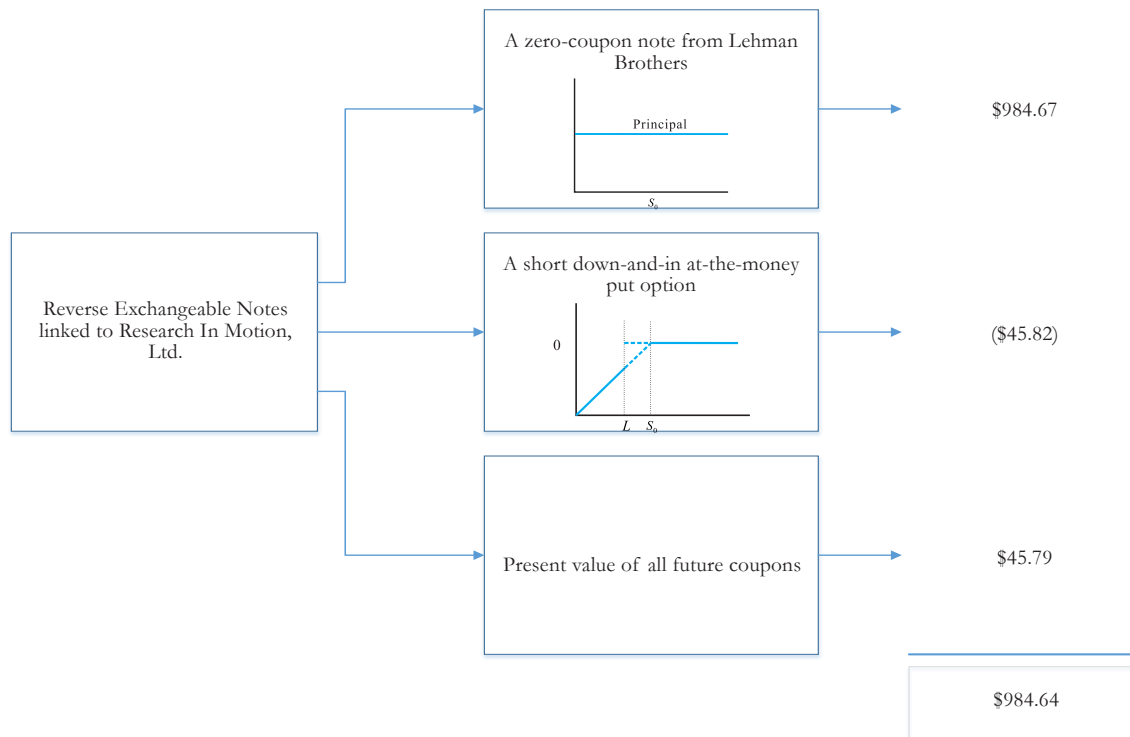 Reverse Exchangeable Notes
linked to Research In Motion,
Ltd.
A zero-coupon note from Lehman
Brothers
Principal
S₀
$984.67
A short down-and-in at-the-money
put option
0
L S₀
($45.82)
Present value of all future coupons
$45.79
$984.64